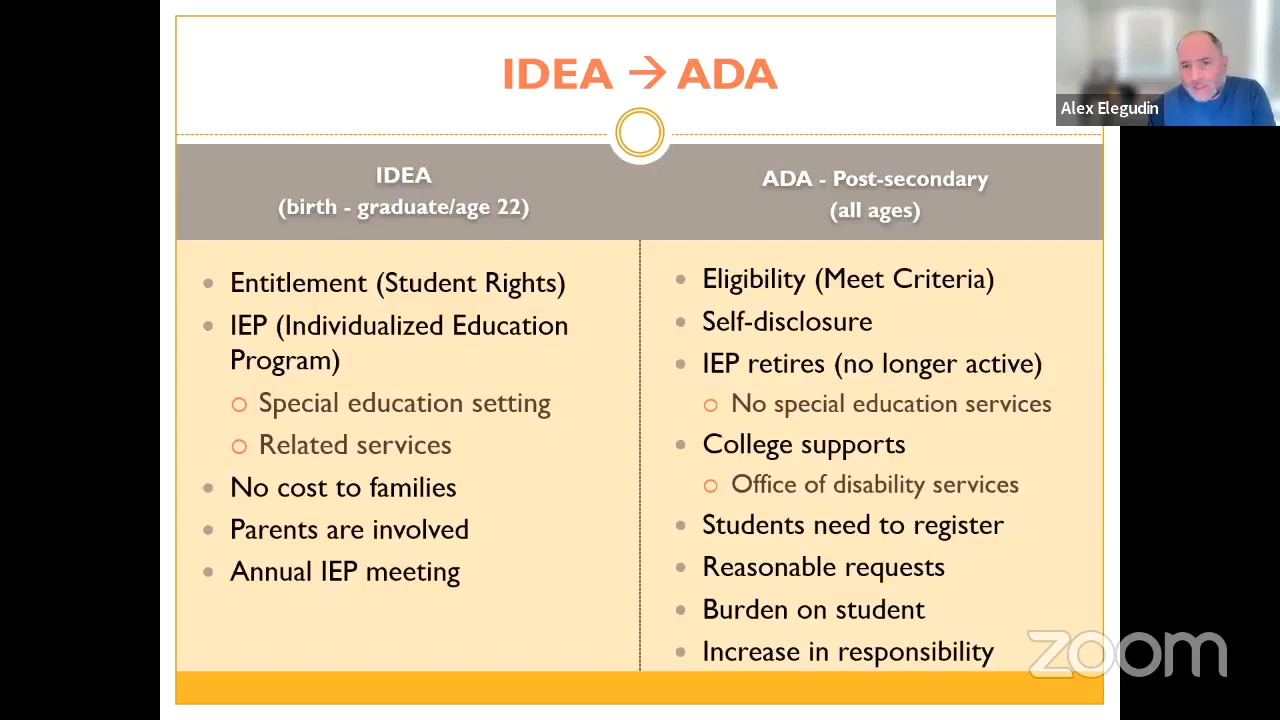 IDEA → ADA
Alex Elegudin
IDEA
(birth - graduate/age 22)
ADA - Post-secondary
(all ages)
Entitlement (Student Rights)
IEP (Individualized Education
Program)
Special education setting
Related services
No cost to families
Parents are involved
Annual IEP meeting
Eligibility (Meet Criteria)
Self-disclosure
IEP retires (no longer active)
No special education services
College supports
Office of disability services
Students need to register
Reasonable requests
Burden on student
Increase in responsibility
zoom